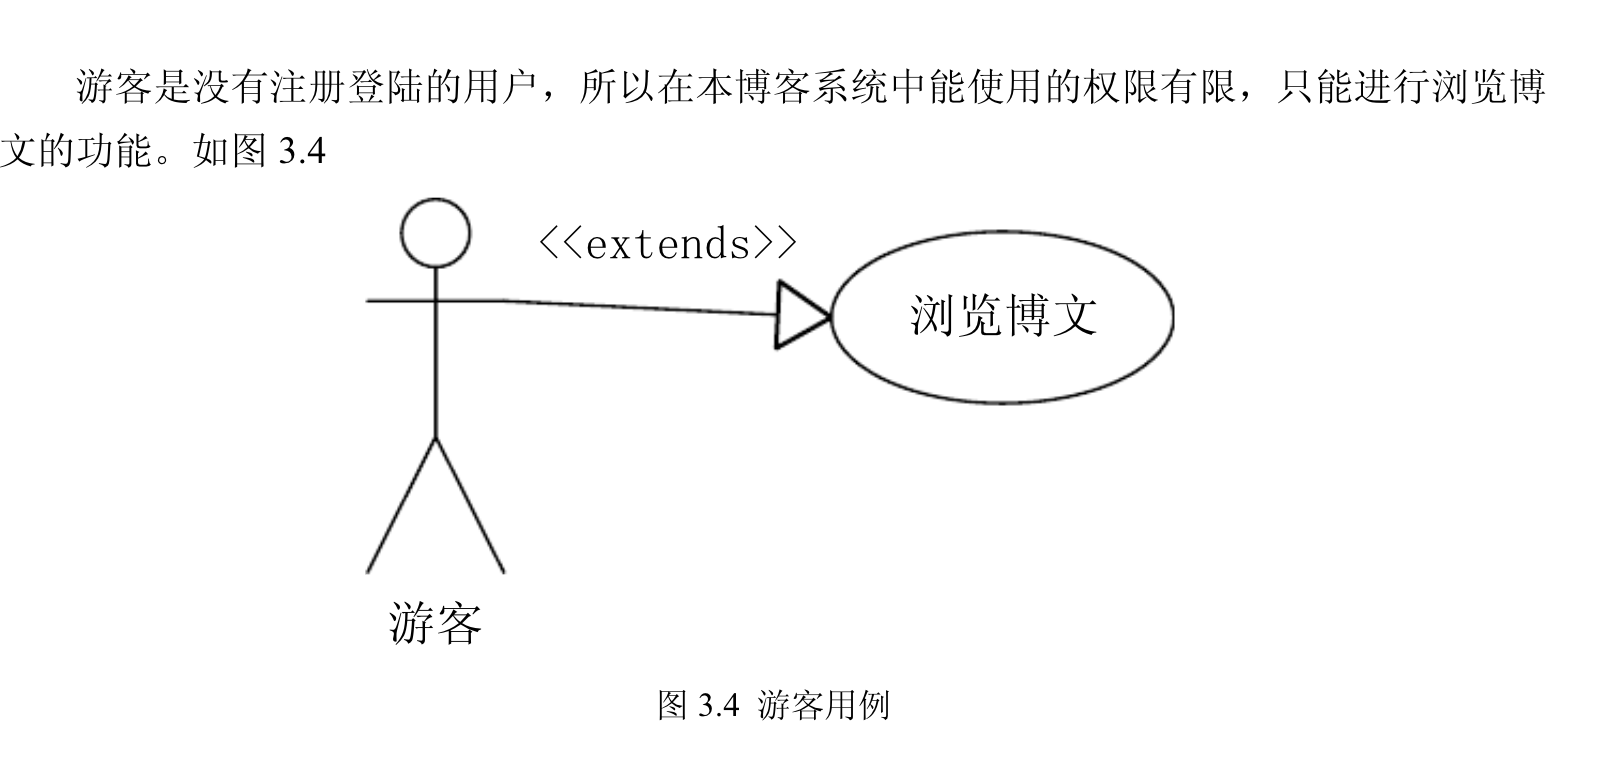 游客是没有注册登陆的用户，所以在本博客系统中能使用的权限有限，只能进行浏览博
文的功能。如图 3.4
<<extends>>
浏览博文
游客
图 3.4 游客用例